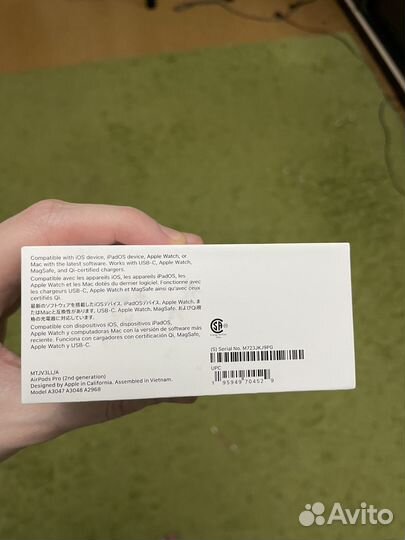 Compatible with iOS device, iPadOS device, Apple Watch, or
Mac with the latest software. Works with USB-C, Apple Watch,
MagSafe, and Qi-certified chargers.
Compatible avec les appareils iOS, les appareils iPadOS, les
Apple Watch et les Mac dotés du dernier logiciel. Fonctionne avec
les chargeurs USB-C, Apple Watch et MagSafe ainsi qu'avec ceux
certifiés Qi.
最新のソフトウェアを搭載したiOSデバイス、iPadOSデバイス、Apple Watch、ま
たはMacと互換性があります。USB-C、Apple Watch、MagSafe、およびQi規
格の充電器に対応しています。
Compatible con dispositivos iOS, dispositivos iPadOS,
Apple Watch y computadoras Mac con la versión de software más
reciente. Funciona con cargadores con certificación Qi, MagSafe,
Apple Watch y USB-C.
SA
(S) Serial No. M723JKJ9PG
UPC
1 95949 70452 9
MTJV3LL/A
AirPods Pro (2nd generation)
Designed by Apple in California. Assembled in Vietnam.
Model A3047 A3048 A2968
Avito